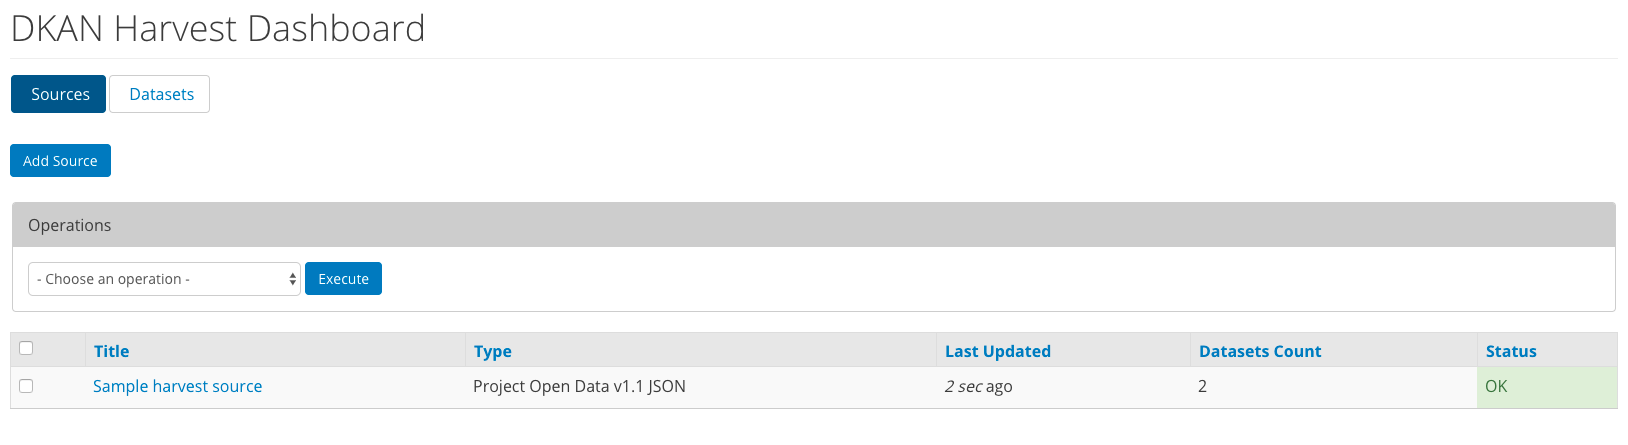 DKAN Harvest Dashboard
Sources Datasets
Add Source
Operations
- Choose an operation - Execute
Title Type Last Updated Datasets Count Status
Sample harvest source Project Open Data v1.1 JSON 2 sec ago 2 OK